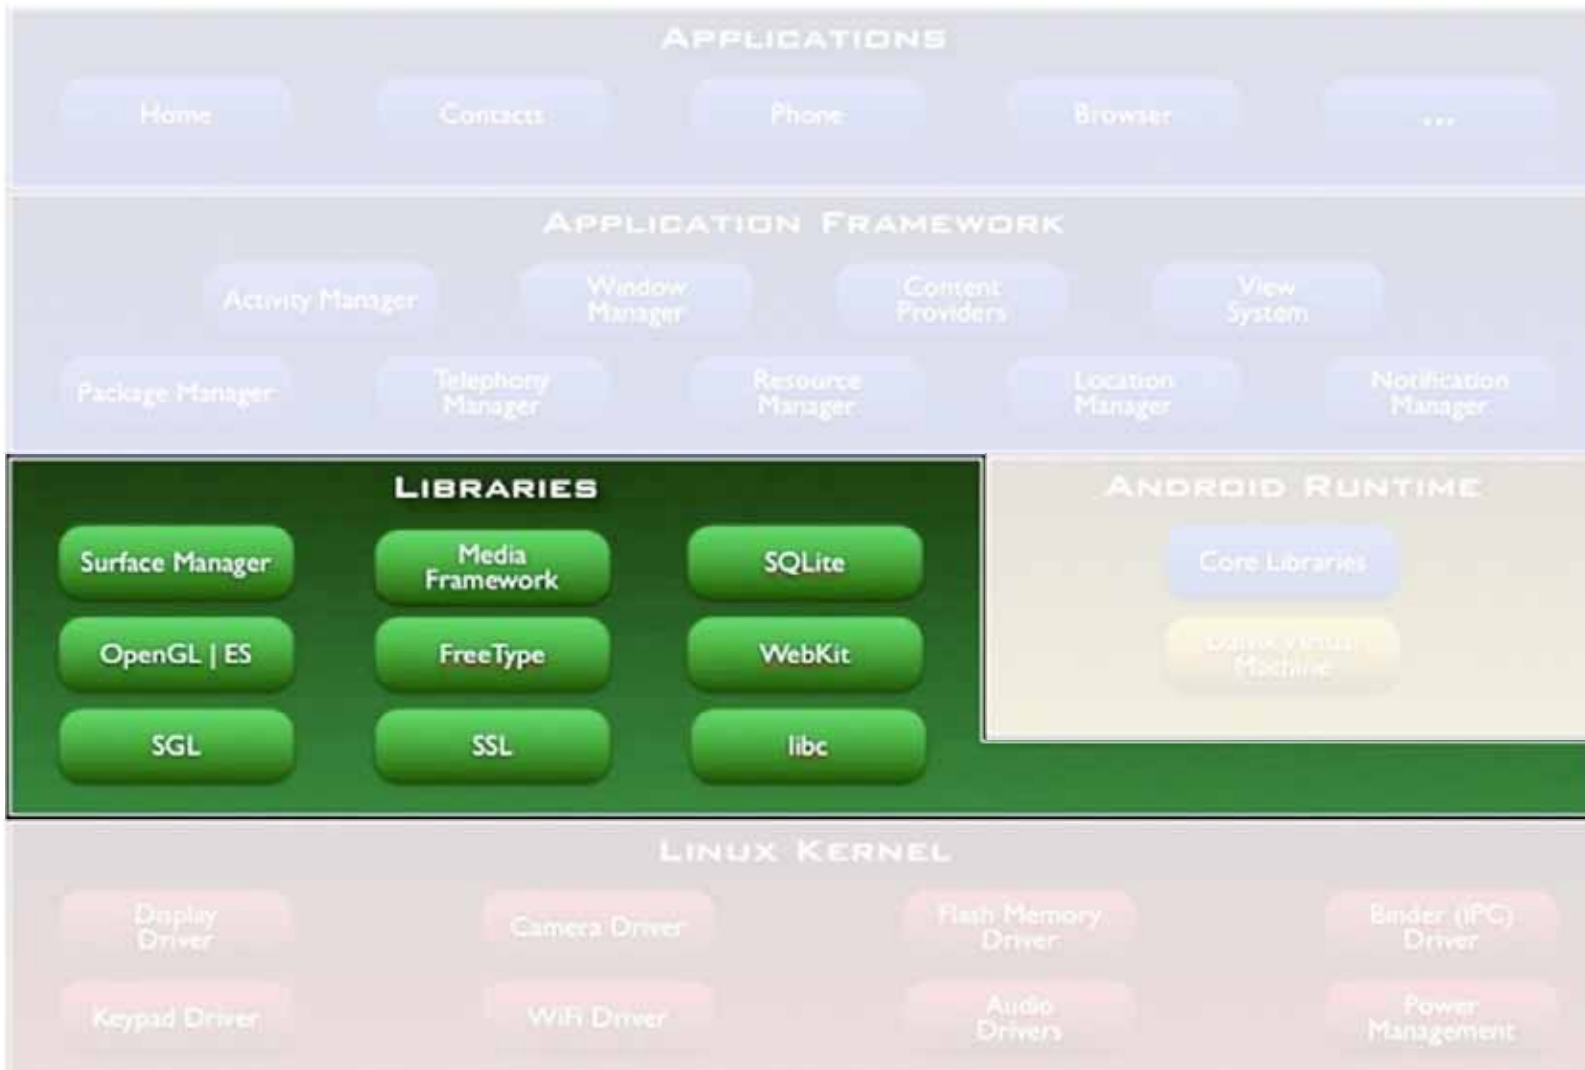 APPLICATIONS
Home
Contacts
Phone
Browser
...
APPLICATION FRAMEWORK
Activity Manager
Window
Manager
Content
Providers
View
System
Package Manager
Telephony
Manager
Resource
Manager
Location
Manager
Notification
Manager
LIBRARIES
Surface Manager
Media
Framework
SQLite
OpenGL | ES
FreeType
WebKit
SGL
SSL
libc
ANDROID RUNTIME
Core Libraries
Dalvik Virtual
Machine
LINUX KERNEL
Display
Driver
Camera Driver
Flash Memory
Driver
Binder (IPC)
Driver
Keypad Driver
WiFi Driver
Audio
Drivers
Power
Management